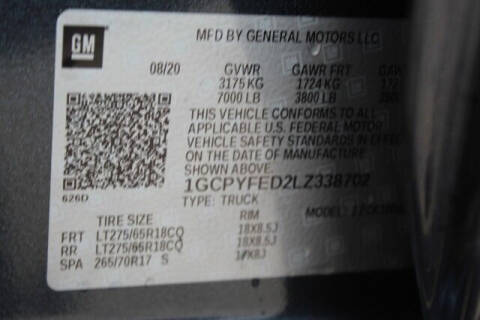 GM
MFD BY GENERAL MOTORS LLC
08/20 GVWR GAWR FRT
3175 KG 1724 KG
7000 LB 3800 LB
THIS VEHICLE CONFORMS TO ALL
APPLICABLE U.S. FEDERAL MOTOR
VEHICLE SAFETY STANDARDS IN EFFECT
ON THE DATE OF MANUFACTURE
SHOWN ABOVE.
1GCPYFED2LZ338702
626D TYPE: TRUCK
TIRE SIZE RIM
FRT LT275/65R18CQ 18X8.5J
RR LT275/65R18CQ 18X8.5J
SPA 265/70R17 S 17X8J